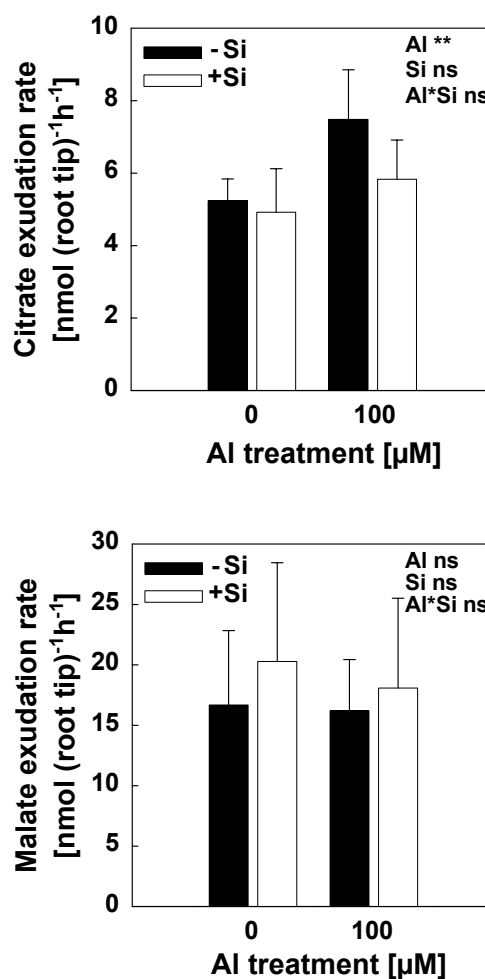 Citrate exudation rate
[nmol (root tip)⁻¹h⁻¹]
10
8
6
4
2
0
-Si
+Si
Al **
Si ns
Al*Si ns
0 100
Al treatment [µM]
Malate exudation rate
[nmol (root tip)⁻¹h⁻¹]
30
25
20
15
10
5
0
-Si
+Si
Al ns
Si ns
Al*Si ns
0 100
Al treatment [µM]